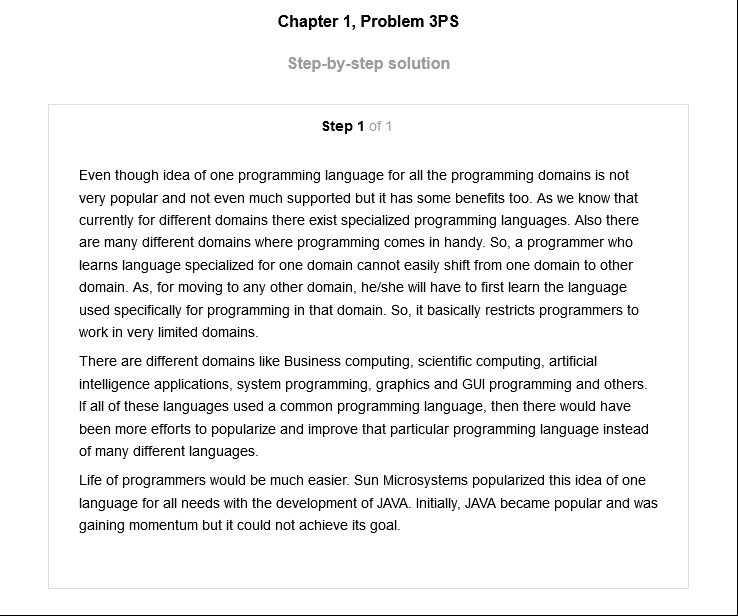 Chapter 1, Problem 3PS
Step-by-step solution
Step 1 of 1
Even though idea of one programming language for all the programming domains is not
very popular and not even much supported but it has some benefits too. As we know that
currently for different domains there exist specialized programming languages. Also there
are many different domains where programming comes in handy. So, a programmer who
learns language specialized for one domain cannot easily shift from one domain to other
domain. As, for moving to any other domain, he/she will have to first learn the language
used specifically for programming in that domain. So, it basically restricts programmers to
work in very limited domains.
There are different domains like Business computing, scientific computing, artificial
intelligence applications, system programming, graphics and GUI programming and others.
If all of these languages used a common programming language, then there would have
been more efforts to popularize and improve that particular programming language instead
of many different languages.
Life of programmers would be much easier. Sun Microsystems popularized this idea of one
language for all needs with the development of JAVA. Initially, JAVA became popular and was
gaining momentum but it could not achieve its goal.